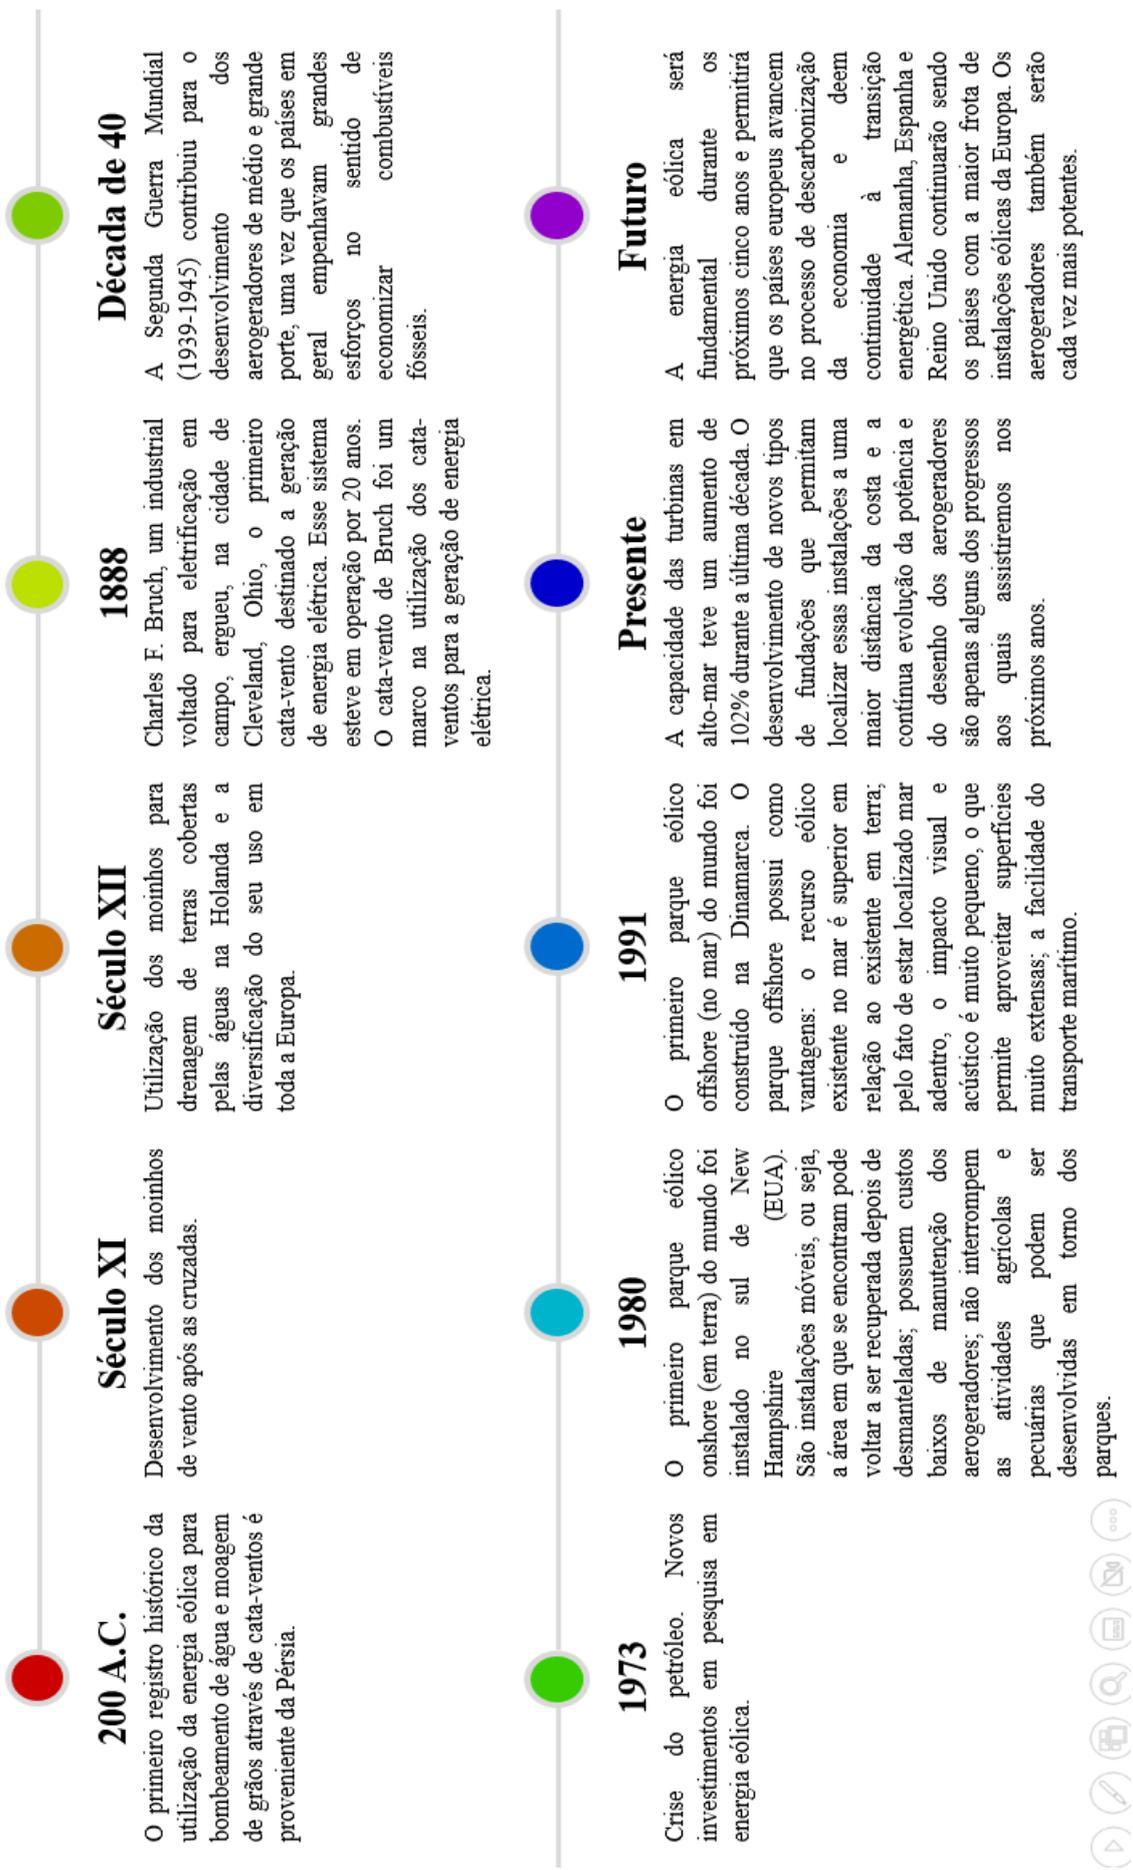 200 A.C.
O primeiro registro histórico da
utilização da energia eólica para
bombeamento de água e moagem
de grãos através de cata-ventos é
proveniente da Pérsia.
Século XI
Desenvolvimento dos moinhos
de vento após as cruzadas.
Século XII
Utilização dos moinhos para
drenagem de terras cobertas
pelas águas na Holanda e a
diversificação do seu uso em
toda a Europa.
1888
Charles F. Bruch, um industrial
voltado para eletrificação em
campo, ergueu, na cidade de
Cleveland, Ohio, o primeiro
cata-vento destinado a geração
de energia elétrica. Esse sistema
esteve em operação por 20 anos.
O cata-vento de Bruch foi um
marco na utilização dos cata-
ventos para a geração de energia
elétrica.
Década de 40
A Segunda Guerra Mundial
(1939-1945) contribuiu para o
desenvolvimento dos
aerogeradores de médio e grande
porte, uma vez que os países em
geral empenhavam grandes
esforços no sentido de
economizar combustíveis
fósseis.
1973
Crise do petróleo. Novos
investimentos em pesquisa em
energia eólica.
1980
O primeiro parque eólico
onshore (em terra) do mundo foi
instalado no sul de New
Hampshire (EUA).
São instalações móveis, ou seja,
a área em que se encontram pode
voltar a ser recuperada depois de
desmanteladas; possuem custos
baixos de manutenção dos
aerogeradores; não interrompem
as atividades agrícolas e
pecuárias que podem ser
desenvolvidas em torno dos
parques.
1991
O primeiro parque eólico
offshore (no mar) do mundo foi
construído na Dinamarca. O
parque offshore possui como
vantagens: o recurso eólico
existente no mar é superior em
relação ao existente em terra;
pelo fato de estar localizado mar
adentro, o impacto visual e
acústico é muito pequeno, o que
permite aproveitar superfícies
muito extensas; a facilidade do
transporte marítimo.
Presente
A capacidade das turbinas em
alto-mar teve um aumento de
102% durante a última década. O
desenvolvimento de novos tipos
de fundações que permitam
localizar essas instalações a uma
maior distância da costa e a
contínua evolução da potência e
do desenho dos aerogeradores
são apenas alguns dos progressos
aos quais assistiremos nos
próximos anos.
Futuro
A energia eólica será
fundamental durante os
próximos cinco anos e permitirá
que os países europeus avancem
no processo de descarbonização
da economia e deem
continuidade à transição
energética. Alemanha, Espanha e
Reino Unido continuarão sendo
os países com a maior frota de
instalações eólicas da Europa. Os
aerogeradores também serão
cada vez mais potentes.